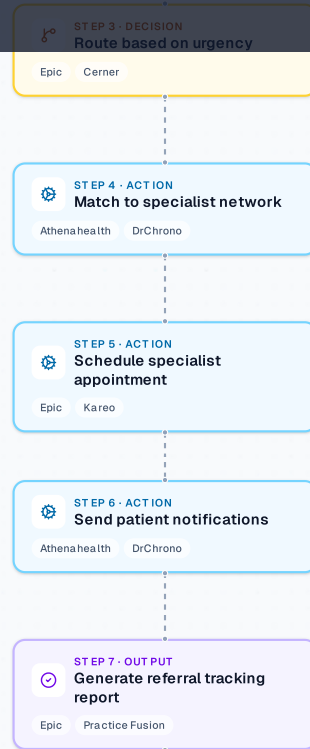 STEP 3 · DECISION
Route based on urgency
Epic Cerner
STEP 4 · ACTION
Match to specialist network
Athenahealth DrChrono
STEP 5 · ACTION
Schedule specialist
appointment
Epic Kareo
STEP 6 · ACTION
Send patient notifications
Athenahealth DrChrono
STEP 7 · OUTPUT
Generate referral tracking
report
Epic Practice Fusion